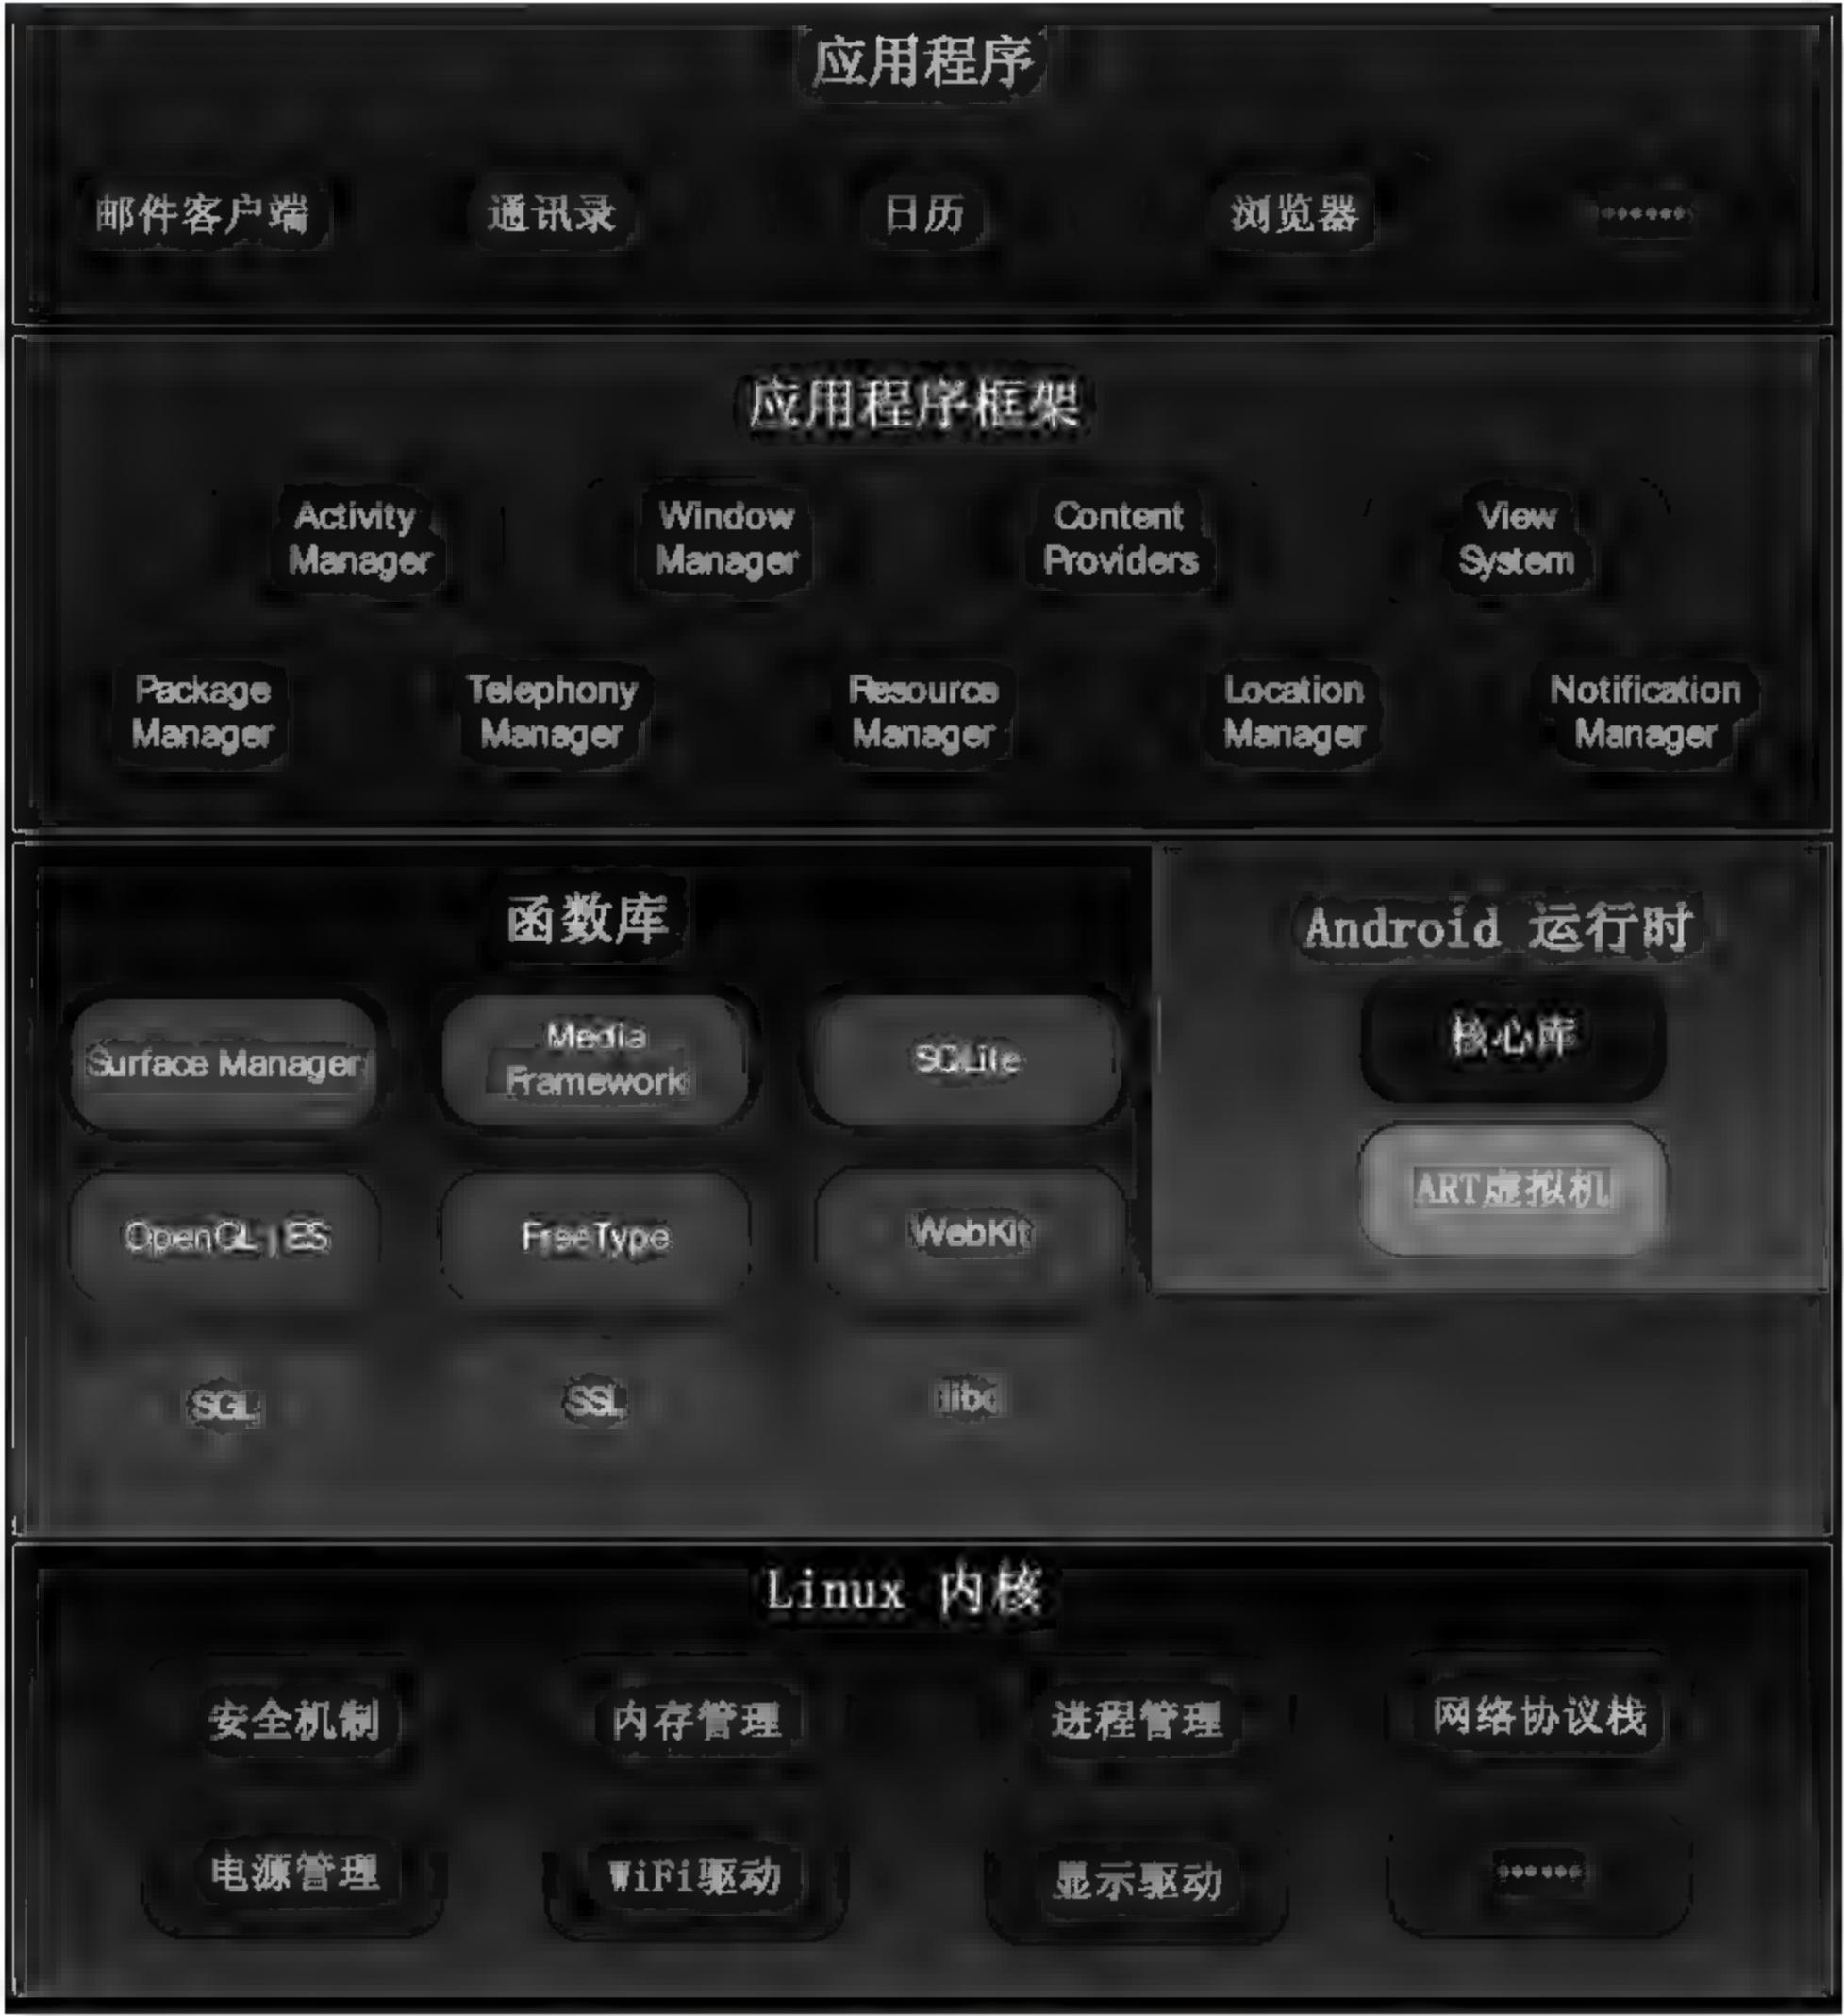 应用程序
邮件客户端 通讯录 日历 浏览器 ……
应用程序框架
Activity Manager Window Manager Content Providers View System
Package Manager Telephony Manager Resource Manager Location Manager Notification Manager
函数库
Surface Manager Media Framework SQLite
OpenGL | ES FreeType WebKit
SGL SSL libc
Android 运行时
核心库
ART虚拟机
Linux 内核
安全机制 内存管理 进程管理 网络协议栈
电源管理 WiFi驱动 显示驱动 ……